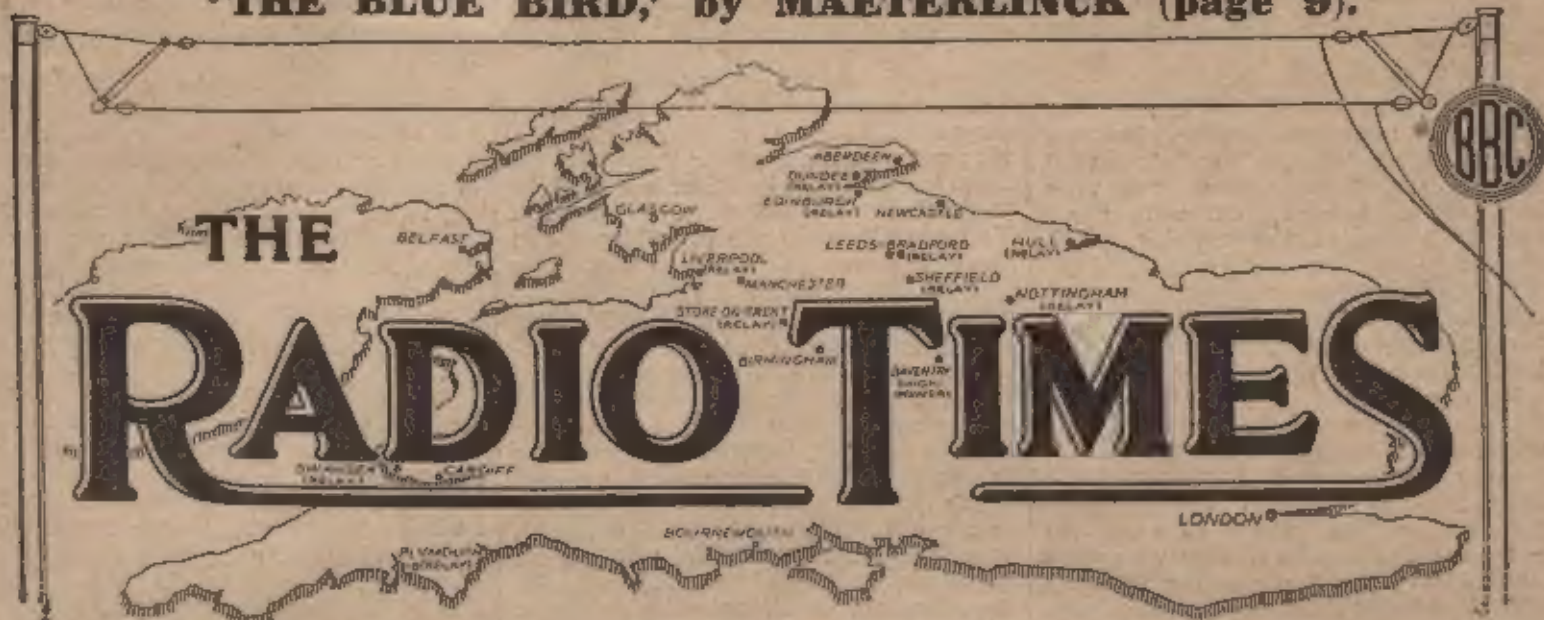 'THE BLUE BIRD,' by MAETERLINCK (page 9).
BBC
ABERDEEN
DUNDEE
(RELAY)
EDINBURGH
(RELAY)
NEWCASTLE
GLASGOW
THE
BELFAST
LEEDS-BRADFORD
(RELAY)
HULL
(RELAY)
LIVERPOOL
(RELAY)
MANCHESTER
SHEFFIELD
(RELAY)
NOTTINGHAM
(RELAY)
STOKE-ON-TRENT
(RELAY)
RADIO TIMES
BIRMINGHAM
DAVENTRY
SWANSEA
(RELAY)
CARDIFF
LONDON
BOURNEMOUTH
PLYMOUTH
(RELAY)